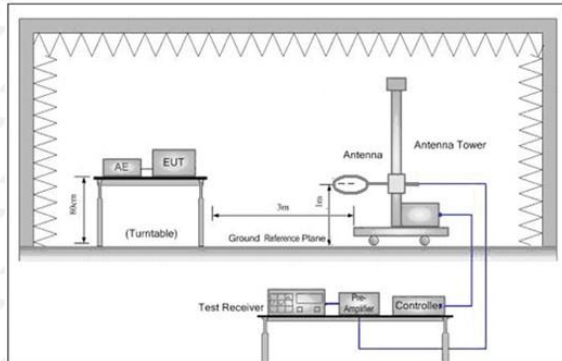 AE
EUT
80cm
(Turntable)
3m
Ground Reference Plane
1m
Antenna
Antenna Tower
Test Receiver
Pre-
Amplifier
Controller